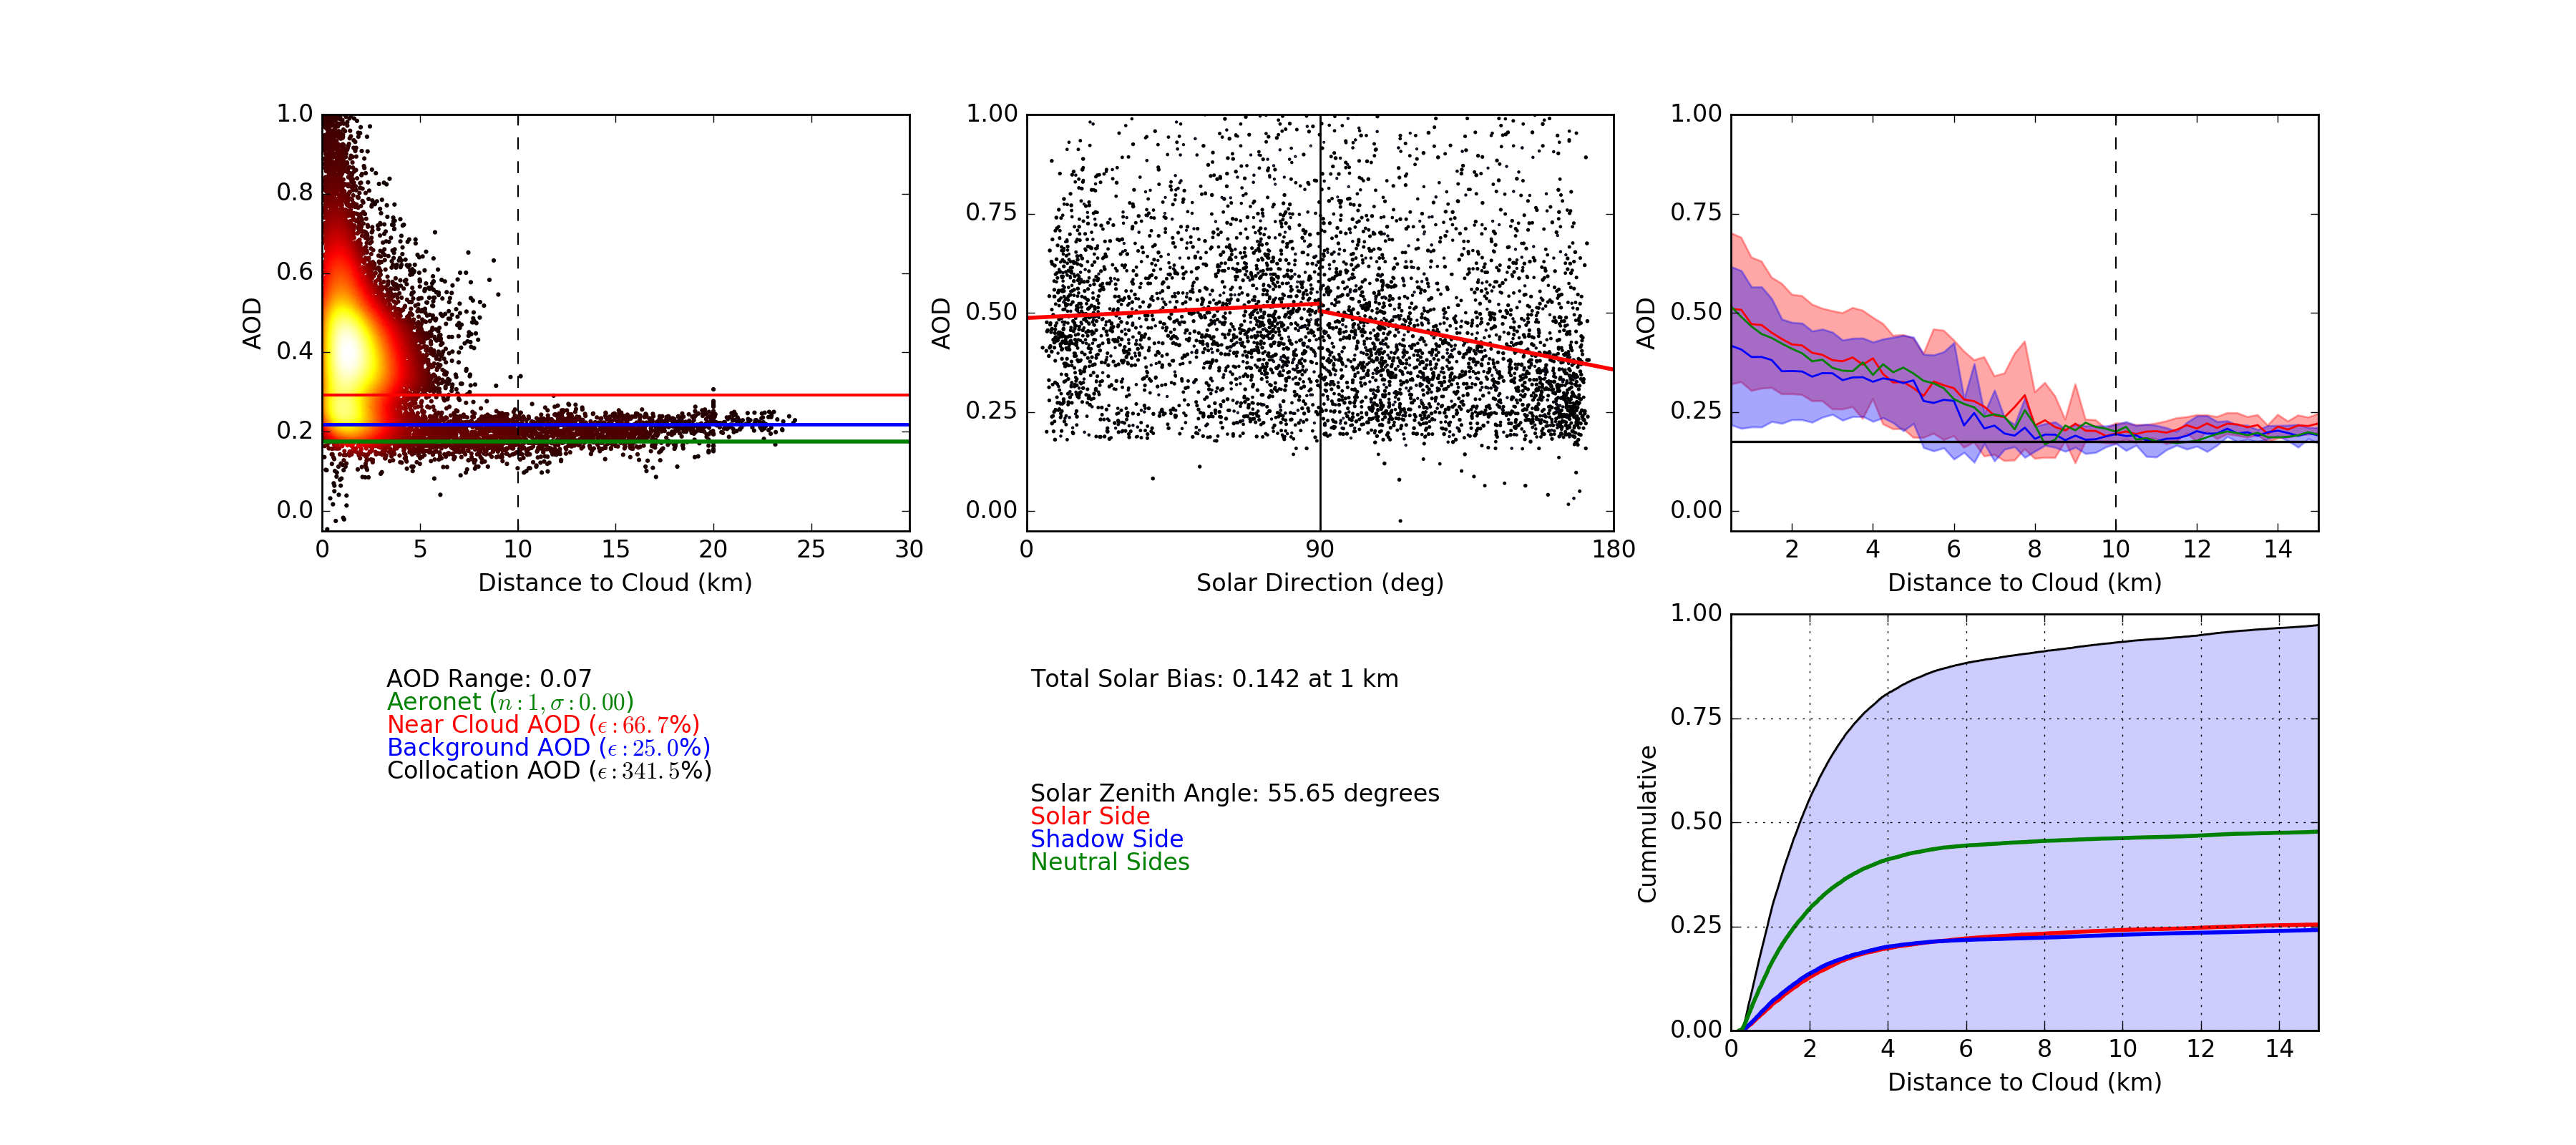 1.0
0.8
0.6
0.4
0.2
0.0
AOD
0 5 10 15 20 25 30
Distance to Cloud (km)
1.00
0.75
0.50
0.25
0.00
AOD
0 90 180
Solar Direction (deg)
1.00
0.75
0.50
0.25
0.00
AOD
2 4 6 8 10 12 14
Distance to Cloud (km)
AOD Range: 0.07
Aeronet (n : 1, σ : 0.00)
Near Cloud AOD (ϵ : 66.7%)
Background AOD (ϵ : 25.0%)
Collocation AOD (ϵ : 341.5%)
Total Solar Bias: 0.142 at 1 km
Solar Zenith Angle: 55.65 degrees
Solar Side
Shadow Side
Neutral Sides
1.00
0.75
0.50
0.25
0.00
Cummulative
0 2 4 6 8 10 12 14
Distance to Cloud (km)